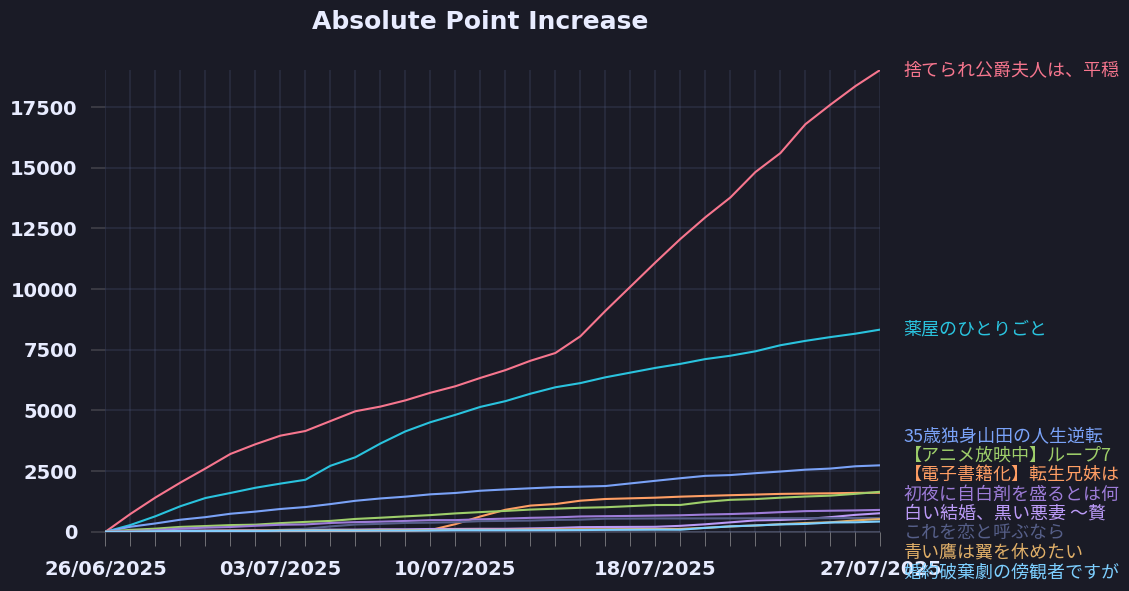 Absolute Point Increase
17500
15000
12500
10000
7500
5000
2500
0
26/06/2025
03/07/2025
10/07/2025
18/07/2025
27/07/2025
捨てられ公爵夫人は、平穏
薬屋のひとりごと
35歳独身山田の人生逆転
【アニメ放映中】ループ7
【電子書籍化】転生兄妹は
初夜に自白剤を盛るとは何
白い結婚、黒い悪妻 ～贅
これを恋と呼ぶなら
青い鷹は翼を休めたい
婚約破棄劇の傍観者ですが